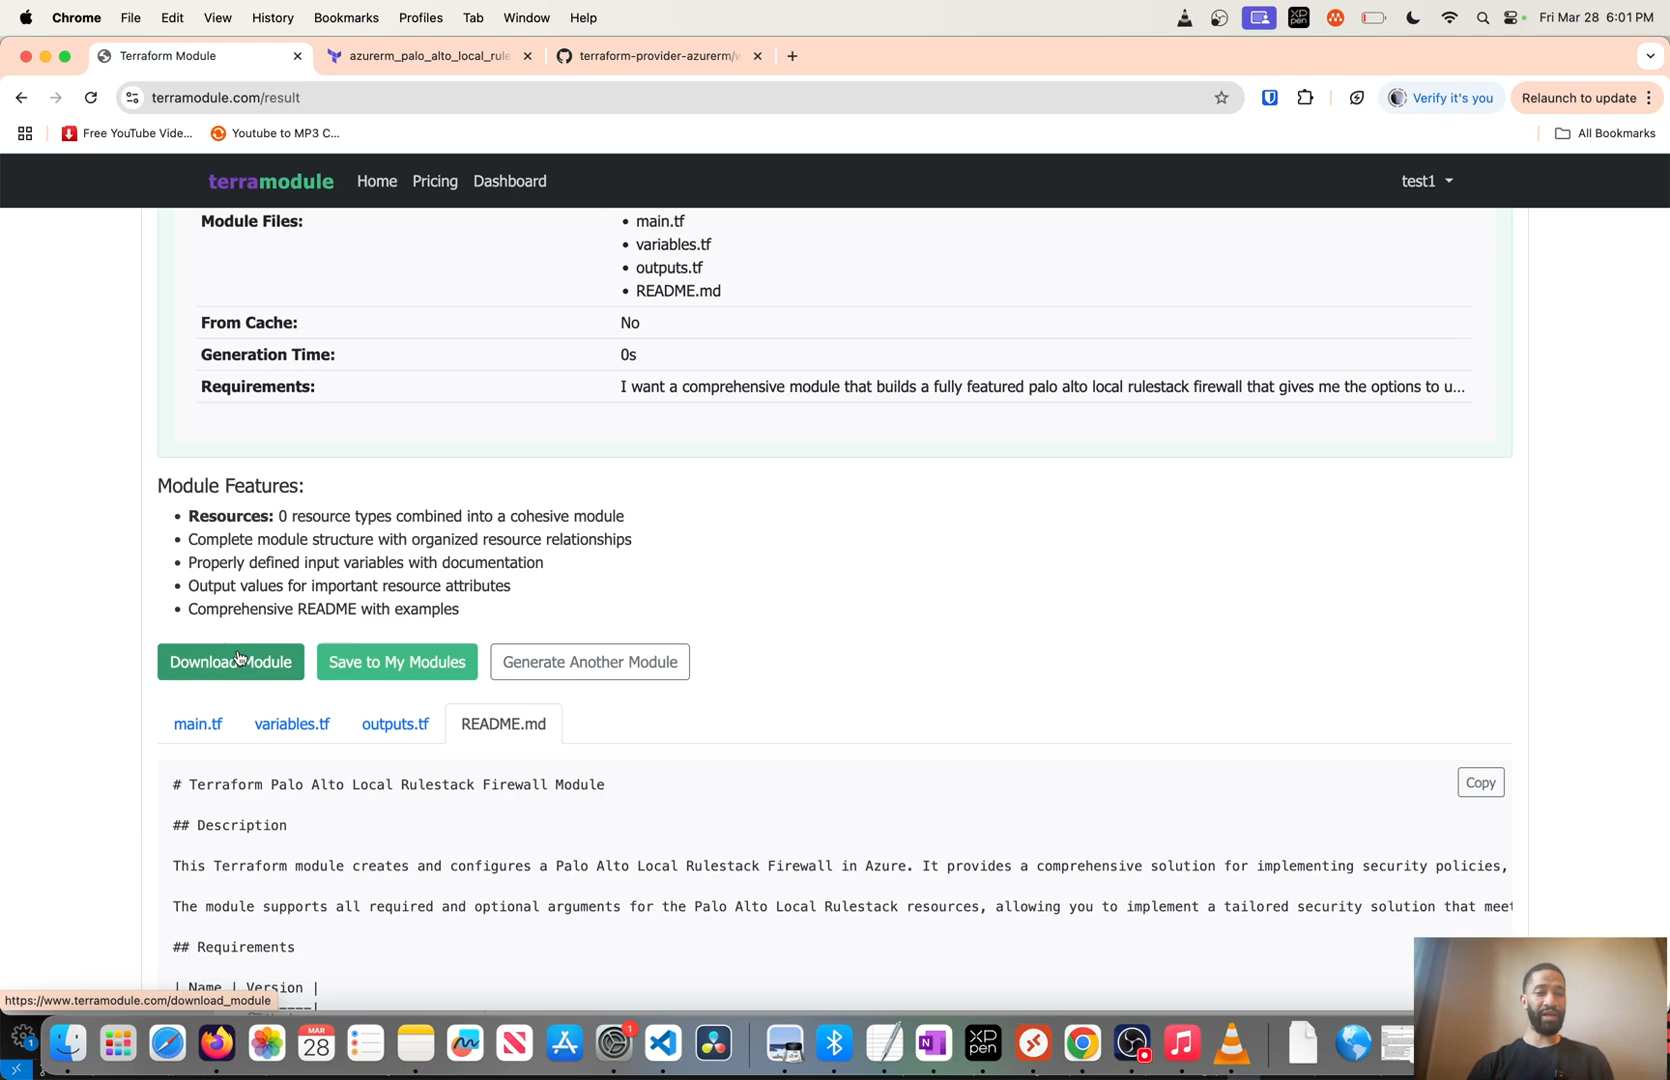 Chrome File Edit View History Bookmarks Profiles Tab Window Help Fri Mar 28 6:01 PM
Terraform Module azurerm_palo_alto_local_rule terraform-provider-azurerm/
terramodule.com/result Verify it's you Relaunch to update
Free YouTube Vide... Youtube to MP3 C... All Bookmarks
terramodule Home Pricing Dashboard test1
Module Files:
• main.tf
• variables.tf
• outputs.tf
• README.md
From Cache: No
Generation Time: 0s
Requirements: I want a comprehensive module that builds a fully featured palo alto local rulestack firewall that gives me the options to u...
Module Features:
• Resources: 0 resource types combined into a cohesive module
• Complete module structure with organized resource relationships
• Properly defined input variables with documentation
• Output values for important resource attributes
• Comprehensive README with examples
Download Module Save to My Modules Generate Another Module
main.tf variables.tf outputs.tf README.md
# Terraform Palo Alto Local Rulestack Firewall Module
Copy
## Description
This Terraform module creates and configures a Palo Alto Local Rulestack Firewall in Azure. It provides a comprehensive solution for implementing security policies,
The module supports all required and optional arguments for the Palo Alto Local Rulestack resources, allowing you to implement a tailored security solution that meet
## Requirements
| Name | Version |
https://www.terramodule.com/download_module
MAR
28
1
XP
pen
1